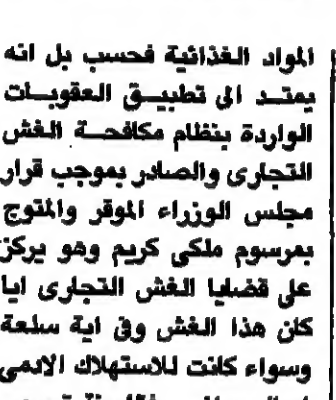 المواد الغذائية فحسب بل انه
يمتد الى تطبيق العقوبات
الواردة بنظام مكافحة الغش
التجارى والصادر بموجب قرار
مجلس الوزراء الموقر والمتوج
بمرسوم ملكى كريم وهو يركز
على قضايا الغش التجارى ايا
كان هذا الغش وفى اية سلعة
وسواء كانت للاستهلاك الادمى